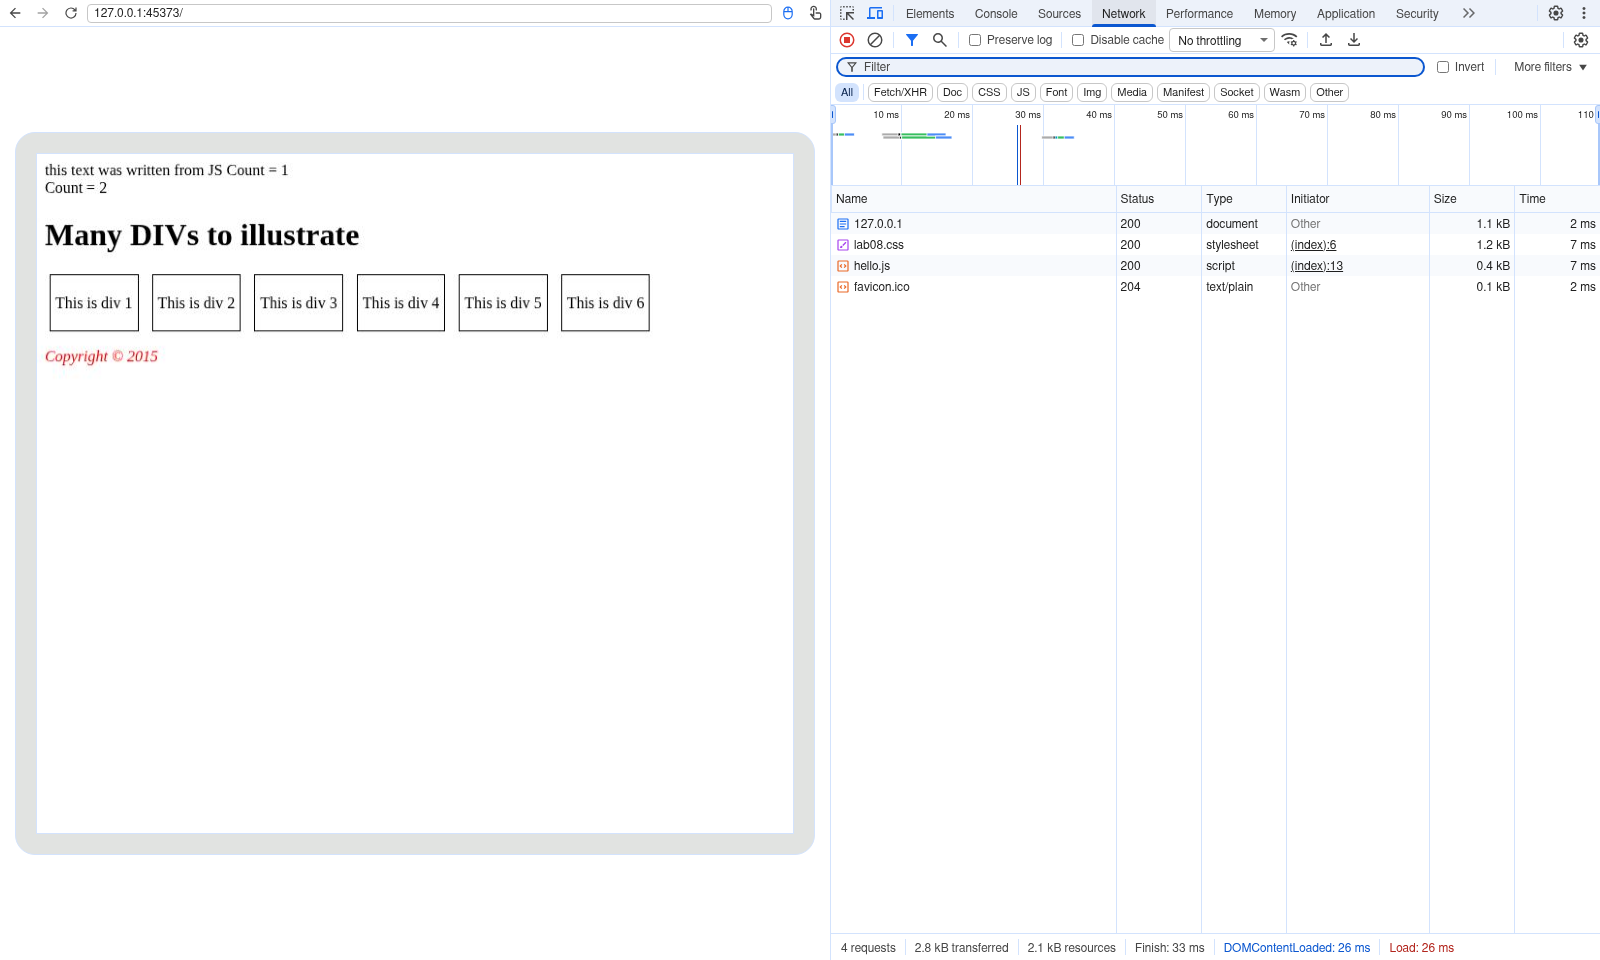 127.0.0.1:45373/
Elements Console Sources Network Performance Memory Application Security
Preserve log Disable cache No throttling
Filter Invert More filters
All Fetch/XHR Doc CSS JS Font Img Media Manifest Socket Wasm Other
10 ms 20 ms 30 ms 40 ms 50 ms 60 ms 70 ms 80 ms 90 ms 100 ms 110
Name Status Type Initiator Size Time
127.0.0.1 200 document Other 1.1 kB 2 ms
lab08.css 200 stylesheet (index):6 1.2 kB 7 ms
hello.js 200 script (index):13 0.4 kB 7 ms
favicon.ico 204 text/plain Other 0.1 kB 2 ms
4 requests 2.8 kB transferred 2.1 kB resources Finish: 33 ms DOMContentLoaded: 26 ms Load: 26 ms
this text was written from JS Count = 1
Count = 2
Many DIVs to illustrate
This is div 1 This is div 2 This is div 3 This is div 4 This is div 5 This is div 6
Copyright © 2015